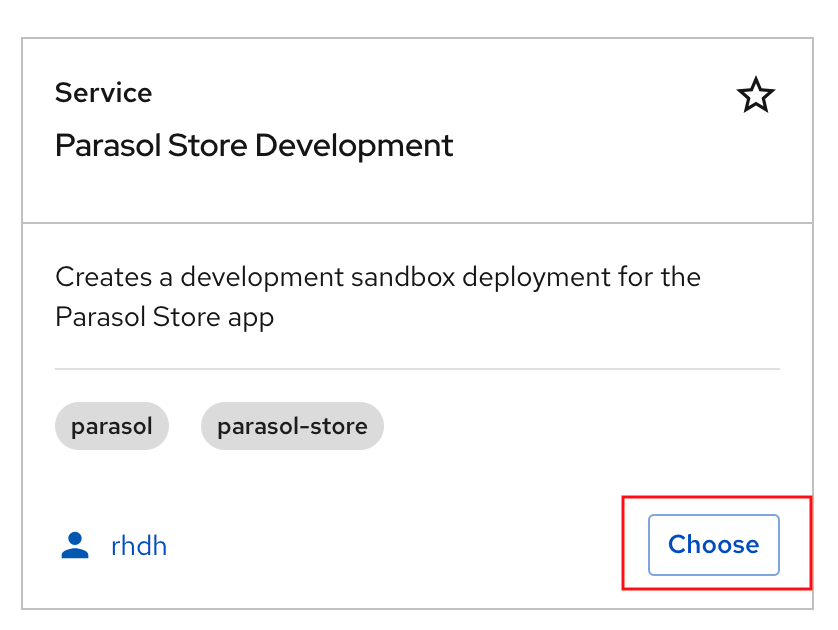 Service
Parasol Store Development
Creates a development sandbox deployment for the
Parasol Store app
parasol parasol-store
rhdh Choose